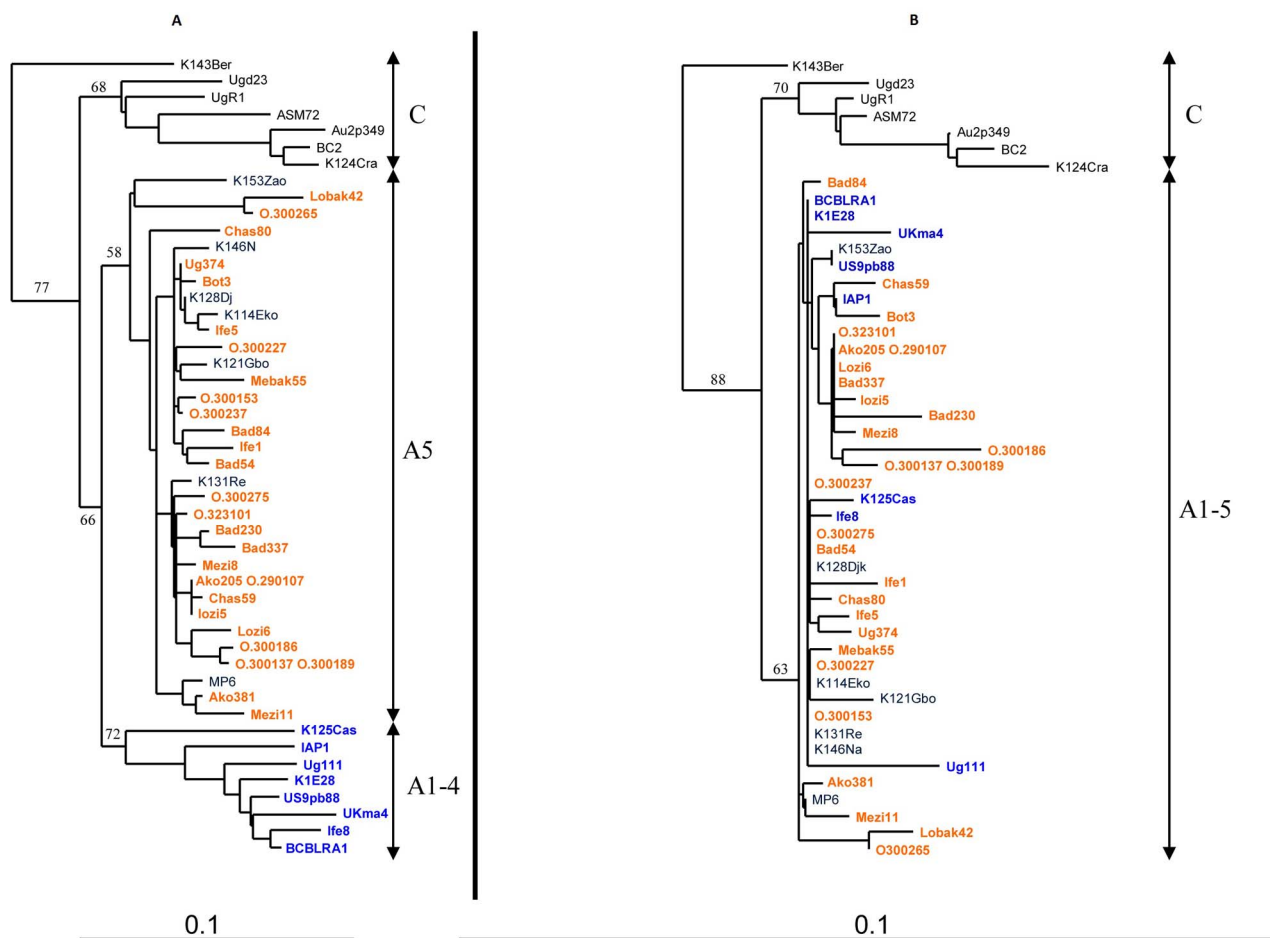 A
K143Ber
68
Ugd23
UgR1
ASM72
Au2p349
BC2
K124Cra
C
K153Zao
Lobak42
O.300265
Chas80
58
K146N
Ug374
Bot3
77
K128Dj
K114Eko
Ife5
O.300227
K121Gbo
Mebak55
O.300153
O.300237
Bad84
Ife1
Bad54
A5
K131Re
O.300275
O.323101
66
Bad230
Bad337
Mezi8
Ako205 O.290107
Chas59
lozi5
Lozi6
O.300186
O.300137 O.300189
MP6
Ako381
Mezi11
72
K125Cas
IAP1
Ug111
K1E28
A1-4
US9pb88
UKma4
Ife8
BCBLRA1
0.1
B
K143Ber
70
Ugd23
UgR1
ASM72
Au2p349
BC2
K124Cra
C
Bad84
BCBLRA1
K1E28
UKma4
K153Zao
US9pb88
Chas59
IAP1
Bot3
O.323101
Ako205 O.290107
Lozi6
88
Bad337
lozi5
Bad230
Mezi8
O.300186
O.300137 O.300189
O.300237
K125Cas
A1-5
Ife8
O.300275
Bad54
K128Djk
Ife1
Chas80
Ife5
Ug374
Mebak55
63
O.300227
K114Eko
K121Gbo
O.300153
K131Re
K146Na
Ug111
Ako381
MP6
Mezi11
Lobak42
O300265
0.1